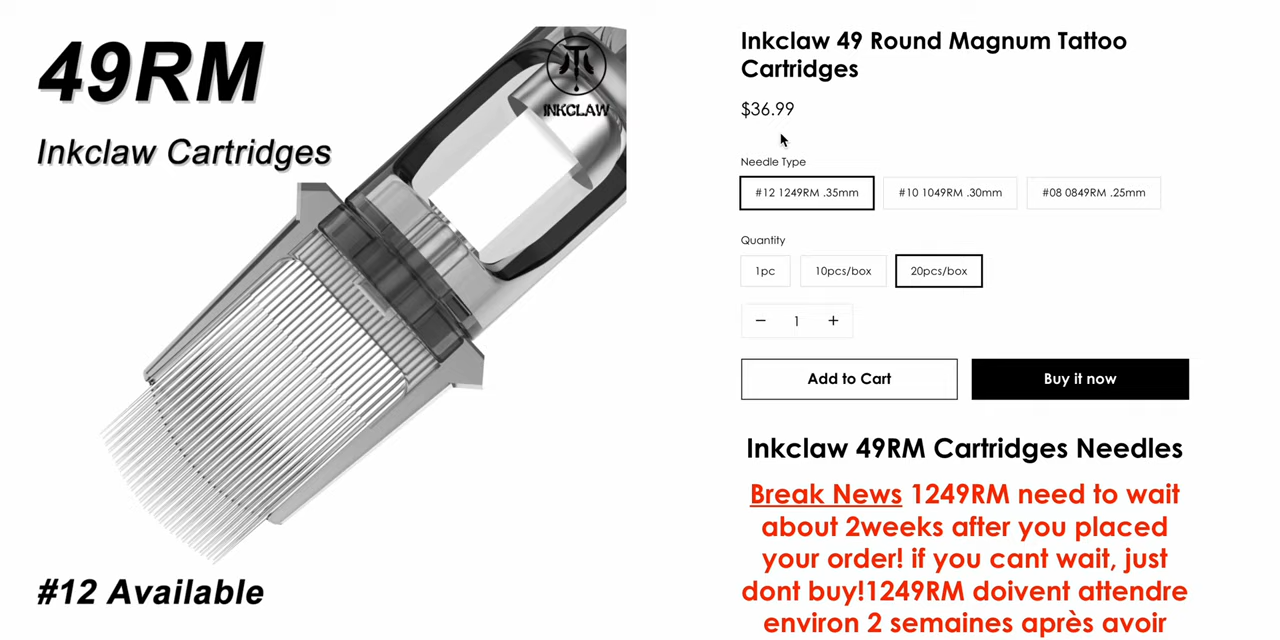 49RM
Inkclaw Cartridges
INKCLAW
#12 Available
Inkclaw 49 Round Magnum Tattoo
Cartridges
$36.99
Needle Type
#12 1249RM .35mm
#10 1049RM .30mm
#08 0849RM .25mm
Quantity
1pc
10pcs/box
20pcs/box
− 1 +
Add to Cart
Buy it now
Inkclaw 49RM Cartridges Needles
Break News 1249RM need to wait
about 2weeks after you placed
your order! if you cant wait, just
dont buy!1249RM doivent attendre
environ 2 semaines après avoir